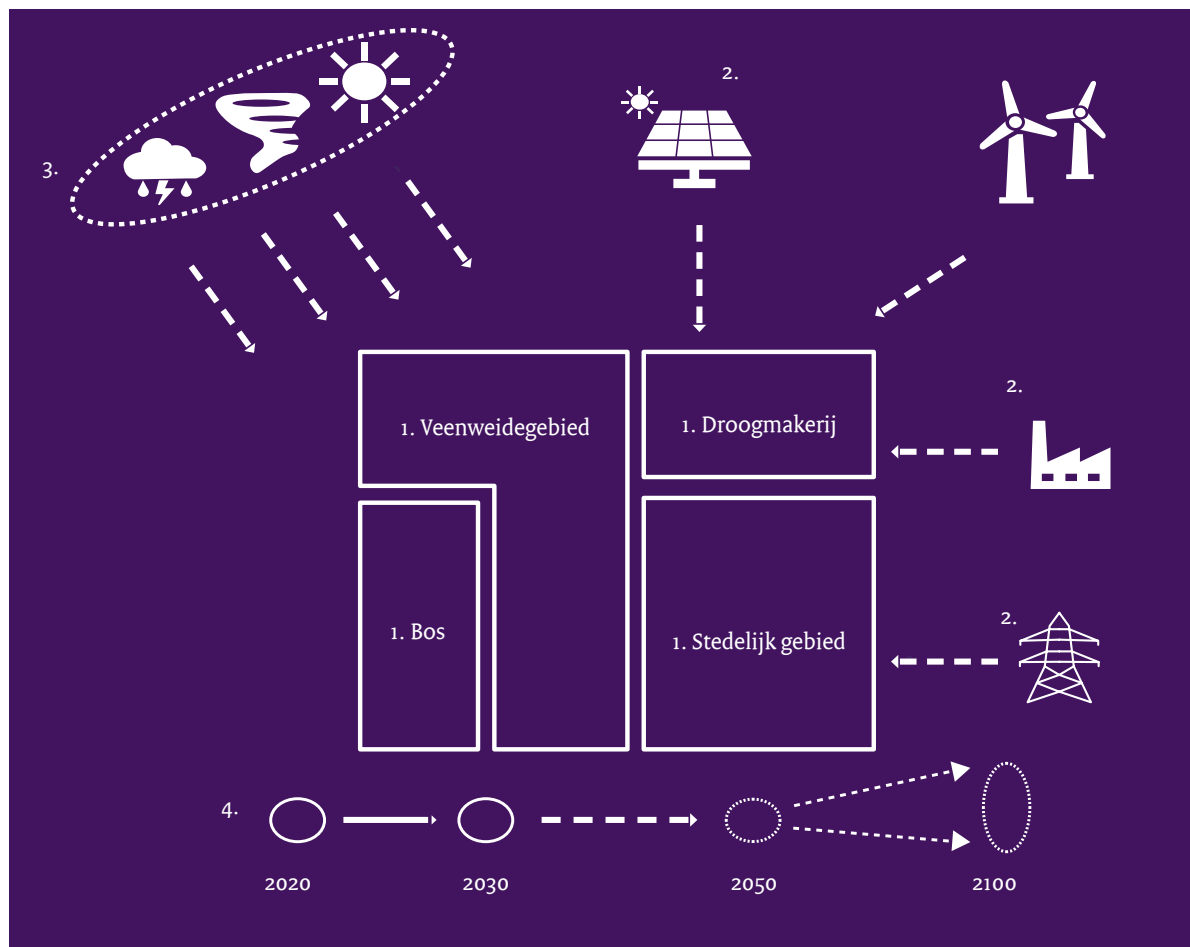 2.
3.
1. Veenweidegebied
1. Droogmakerij
2.
1. Bos
1. Stedelijk gebied
2.
4.
2020
2030
2050
2100